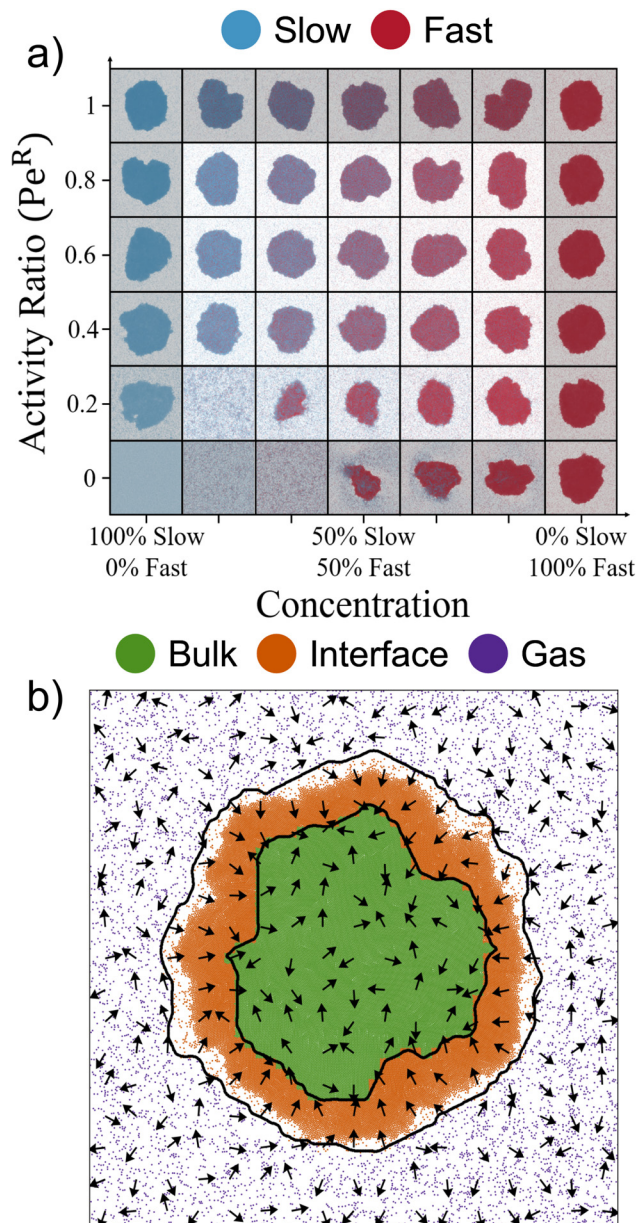 Slow Fast
a)
Activity Ratio (Pe^R)
1
0.8
0.6
0.4
0.2
0
100% Slow 50% Slow 0% Slow
0% Fast 50% Fast 100% Fast
Concentration
Bulk Interface Gas
b)